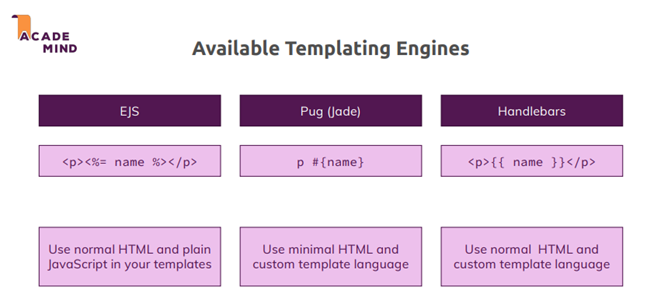 ACADE
MIND
Available Templating Engines
EJS
Pug (Jade)
Handlebars
<p><%= name %></p>
p #{name}
<p>{{ name }}</p>
Use normal HTML and plain
JavaScript in your templates
Use minimal HTML and
custom template language
Use normal HTML and
custom template language